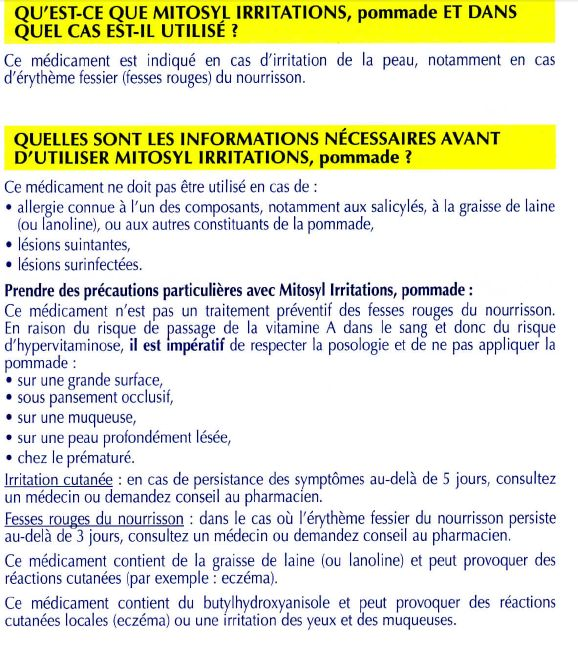 QU'EST-CE QUE MITOSYL IRRITATIONS, pommade ET DANS
QUEL CAS EST-IL UTILISÉ ?
Ce médicament est indiqué en cas d'irritation de la peau, notamment en cas
d'érythème fessier (fesses rouges) du nourrisson.
QUELLES SONT LES INFORMATIONS NÉCESSAIRES AVANT
D'UTILISER MITOSYL IRRITATIONS, pommade ?
Ce médicament ne doit pas être utilisé en cas de :
• allergie connue à l'un des composants, notamment aux salicylés, à la graisse de laine
(ou lanoline), ou aux autres constituants de la pommade,
• lésions suintantes,
• lésions surinfectées.
Prendre des précautions particulières avec Mitosyl Irritations, pommade :
Ce médicament n'est pas un traitement préventif des fesses rouges du nourrisson.
En raison du risque de passage de la vitamine A dans le sang et donc du risque
d'hypervitaminose, il est impératif de respecter la posologie et de ne pas appliquer la
pommade :
• sur une grande surface,
• sous pansement occlusif,
• sur une muqueuse,
• sur une peau profondément lésée,
• chez le prématuré.
Irritation cutanée : en cas de persistance des symptômes au-delà de 5 jours, consultez
un médecin ou demandez conseil au pharmacien.
Fesses rouges du nourrisson : dans le cas où l'érythème fessier du nourrisson persiste
au-delà de 3 jours, consultez un médecin ou demandez conseil au pharmacien.
Ce médicament contient de la graisse de laine (ou lanoline) et peut provoquer des
réactions cutanées (par exemple : eczéma).
Ce médicament contient du butylhydroxyanisole et peut provoquer des réactions
cutanées locales (eczéma) ou une irritation des yeux et des muqueuses.